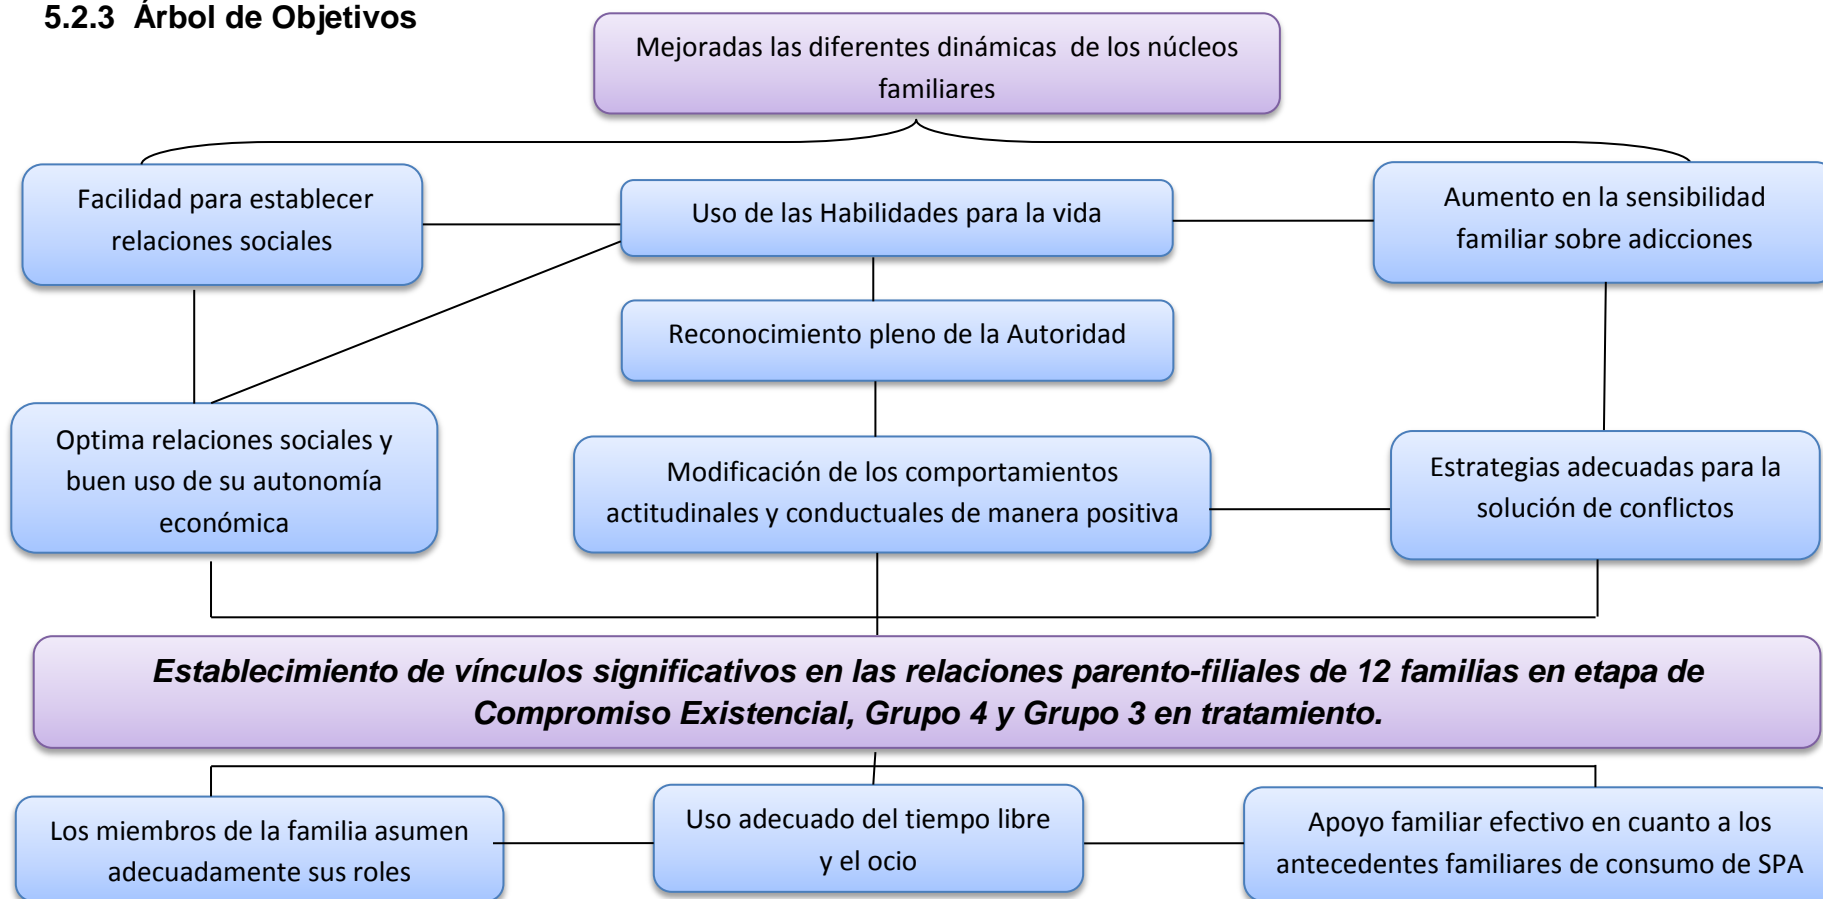 5.2.3 Árbol de Objetivos
Mejoradas las diferentes dinámicas de los núcleos
familiares
Facilidad para establecer
relaciones sociales
Uso de las Habilidades para la vida
Aumento en la sensibilidad
familiar sobre adicciones
Reconocimiento pleno de la Autoridad
Optima relaciones sociales y
buen uso de su autonomía
económica
Modificación de los comportamientos
actitudinales y conductuales de manera positiva
Estrategias adecuadas para la
solución de conflictos
Establecimiento de vínculos significativos en las relaciones parento-filiales de 12 familias en etapa de
Compromiso Existencial, Grupo 4 y Grupo 3 en tratamiento.
Los miembros de la familia asumen
adecuadamente sus roles
Uso adecuado del tiempo libre
y el ocio
Apoyo familiar efectivo en cuanto a los
antecedentes familiares de consumo de SPA